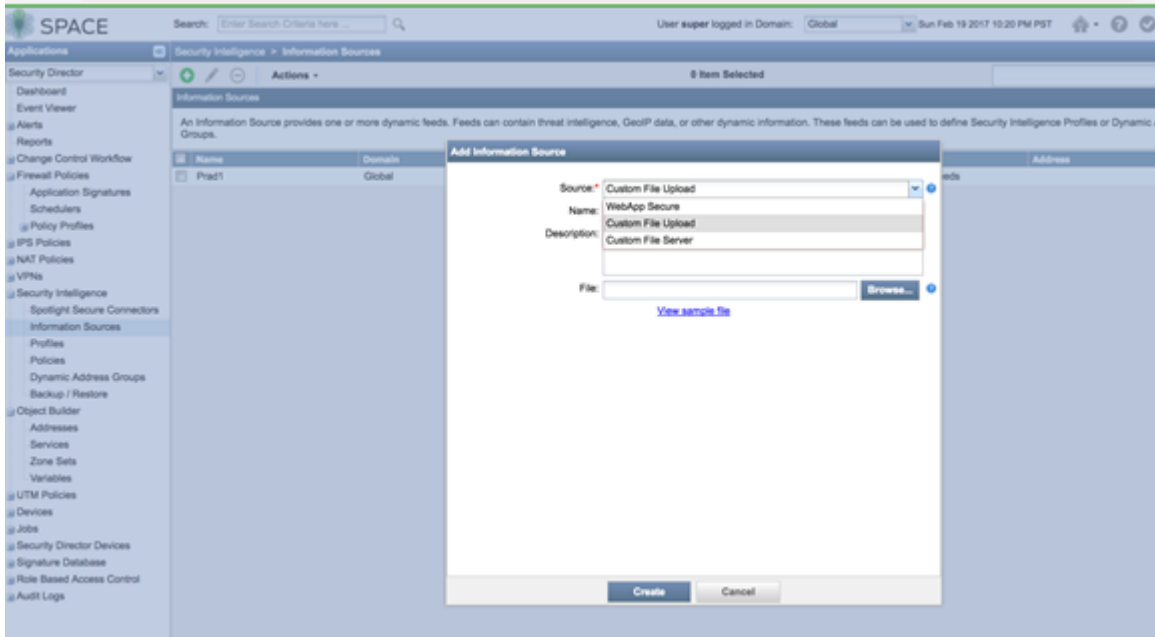 SPACE
Search: Enter Search Criteria here ...
User super logged in Domain: Global
Sun Feb 19 2017 10:20 PM PST
Applications
Security Intelligence > Information Sources
Security Director
Actions
0 Item Selected
Dashboard
Event Viewer
Alerts
Reports
Change Control Workflow
Firewall Policies
Application Signatures
Schedulers
Policy Profiles
IPS Policies
NAT Policies
VPNs
Security Intelligence
Spotlight Secure Connectors
Information Sources
Profiles
Policies
Dynamic Address Groups
Backup / Restore
Object Builder
Addresses
Services
Zone Sets
Variables
UTM Policies
Devices
Jobs
Security Director Devices
Signature Database
Role Based Access Control
Audit Logs
Information Sources
An Information Source provides one or more dynamic feeds. Feeds can contain threat intelligence, GeoIP data, or other dynamic information. These feeds can be used to define Security Intelligence Profiles or Dynamic
Groups.
Name Domain Address
Prad1 Global eeds
Add Information Source
Source:* Custom File Upload
WebApp Secure
Name:
Custom File Upload
Description:
Custom File Server
File: Browse...
View sample file
Create Cancel